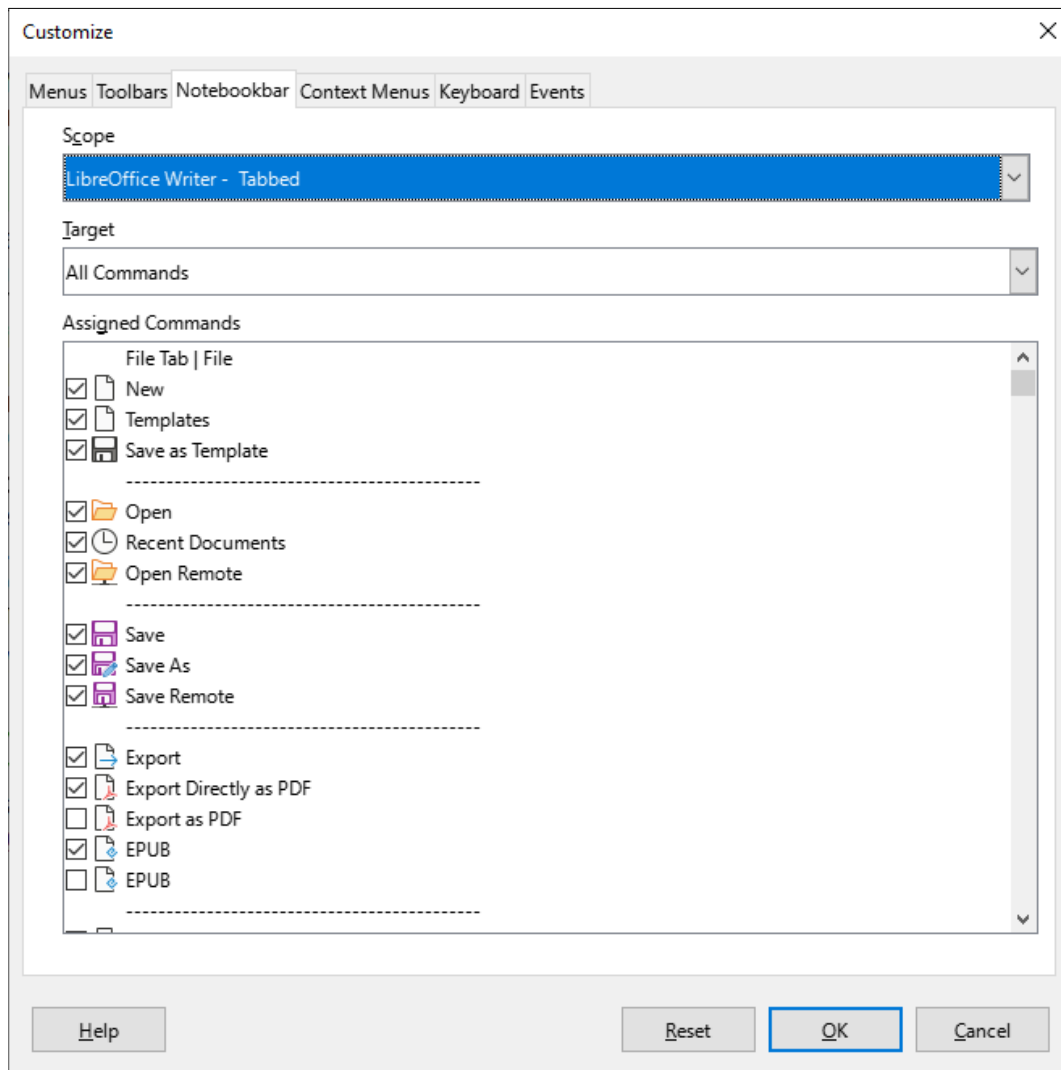 Customize
Menus Toolbars Notebookbar Context Menus Keyboard Events
Scope
LibreOffice Writer -  Tabbed
Target
All Commands
Assigned Commands
File Tab | File
New
Templates
Save as Template
--------------------------------------------
Open
Recent Documents
Open Remote
--------------------------------------------
Save
Save As
Save Remote
--------------------------------------------
Export
Export Directly as PDF
Export as PDF
EPUB
EPUB
--------------------------------------------
Help Reset OK Cancel